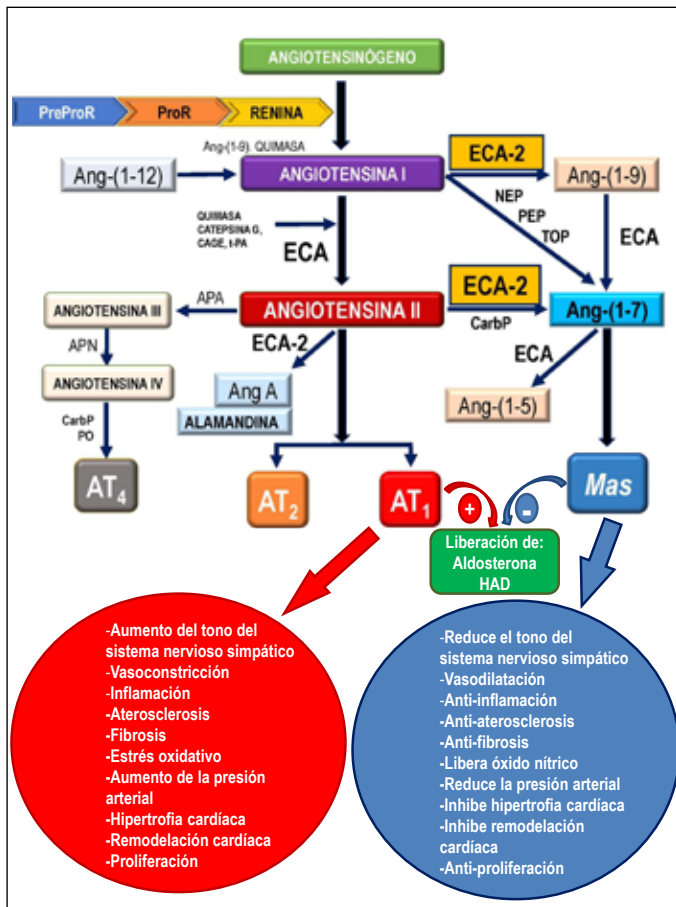 ANGIOTENSINÓGENO
PreProR
ProR
RENINA
Ang-(1-9). QUIMASA
Ang-(1-12)
ANGIOTENSINA I
ECA-2
Ang-(1-9)
NEP
PEP
TOP
QUIMASA
CATEPSINA G,
CAGE, t-PA
ECA
ECA
ANGIOTENSINA III
APA
ANGIOTENSINA II
ECA-2
CarbP
Ang-(1-7)
APN
ECA-2
ECA
ANGIOTENSINA IV
Ang A
ALAMANDINA
Ang-(1-5)
CarbP
PO
AT4
AT2
AT1
+
-
Mas
Liberación de:
Aldosterona
HAD
-Aumento del tono del
sistema nervioso simpático
-Vasoconstricción
-Inflamación
-Aterosclerosis
-Fibrosis
-Estrés oxidativo
-Aumento de la presión
arterial
-Hipertrofia cardíaca
-Remodelación cardíaca
-Proliferación
-Reduce el tono del
sistema nervioso simpático
-Vasodilatación
-Anti-inflamación
-Anti-aterosclerosis
-Anti-fibrosis
-Libera óxido nítrico
-Reduce la presión arterial
-Inhibe hipertrofia cardíaca
-Inhibe remodelación
cardíaca
-Anti-proliferación